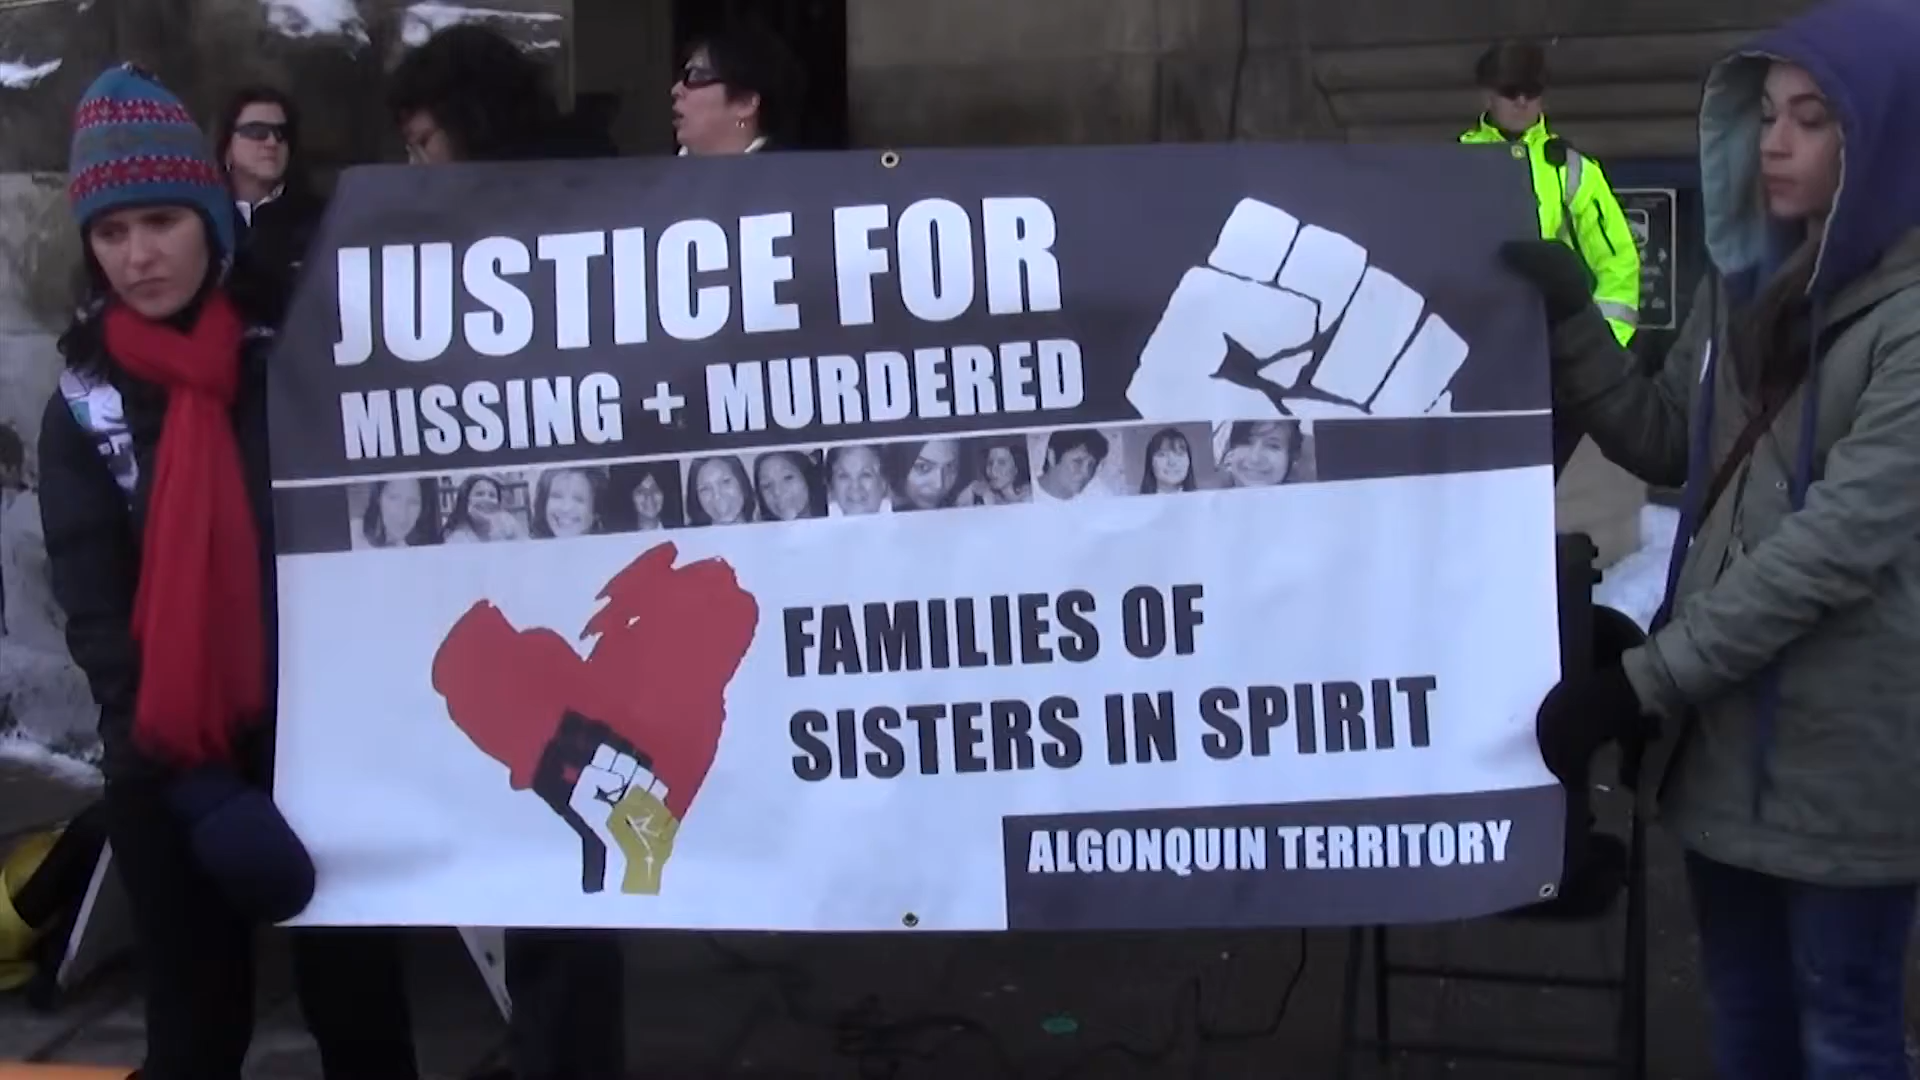 JUSTICE FOR
MISSING + MURDERED
FAMILIES OF
SISTERS IN SPIRIT
ALGONQUIN TERRITORY